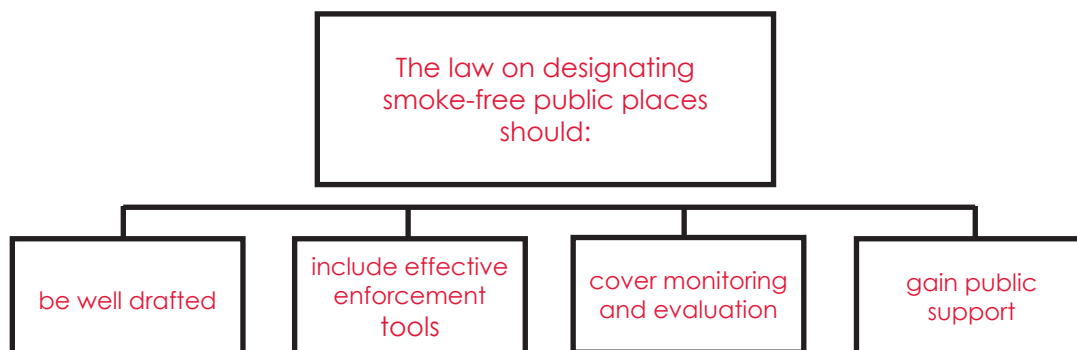 The law on designating
smoke-free public places
should:
be well drafted
include effective
enforcement
tools
cover monitoring
and evaluation
gain public
support